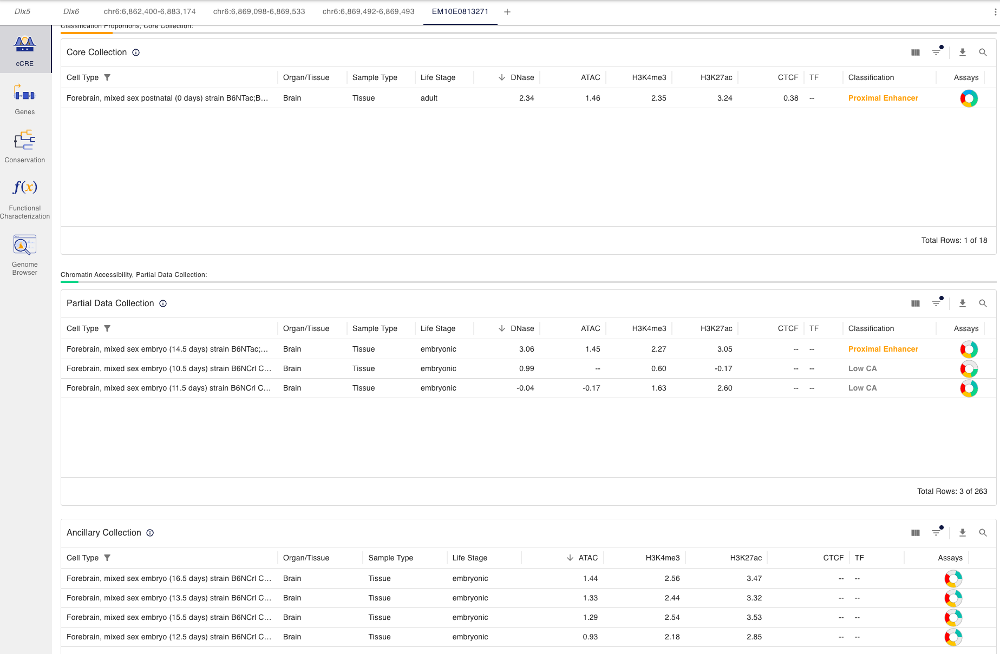 Dlx5 Dlx6 chr6:6,862,400-6,883,174 chr6:6,869,098-6,869,533 chr6:6,869,492-6,869,493 EM10E0813271 +
cCRE
Genes
Conservation
f(x)
Functional
Characterization
Genome
Browser
Classification Proportions, Core Collection:
Core Collection
Cell Type Organ/Tissue Sample Type Life Stage DNase ATAC H3K4me3 H3K27ac CTCF TF Classification Assays
Forebrain, mixed sex postnatal (0 days) strain B6NTac;B... Brain Tissue adult 2.34 1.46 2.35 3.24 0.38 -- Proximal Enhancer
Total Rows: 1 of 18
Chromatin Accessibility, Partial Data Collection:
Partial Data Collection
Cell Type Organ/Tissue Sample Type Life Stage DNase ATAC H3K4me3 H3K27ac CTCF TF Classification Assays
Forebrain, mixed sex embryo (14.5 days) strain B6NTac;... Brain Tissue embryonic 3.06 1.45 2.27 3.05 -- -- Proximal Enhancer
Forebrain, mixed sex embryo (10.5 days) strain B6NCrl C... Brain Tissue embryonic 0.99 -- 0.60 -0.17 -- -- Low CA
Forebrain, mixed sex embryo (11.5 days) strain B6NCrl C... Brain Tissue embryonic -0.04 -0.17 1.63 2.60 -- -- Low CA
Total Rows: 3 of 263
Ancillary Collection
Cell Type Organ/Tissue Sample Type Life Stage ATAC H3K4me3 H3K27ac CTCF TF Assays
Forebrain, mixed sex embryo (16.5 days) strain B6NCrl C... Brain Tissue embryonic 1.44 2.56 3.47 -- --
Forebrain, mixed sex embryo (13.5 days) strain B6NCrl C... Brain Tissue embryonic 1.33 2.44 3.32 -- --
Forebrain, mixed sex embryo (15.5 days) strain B6NCrl C... Brain Tissue embryonic 1.29 2.54 3.53 -- --
Forebrain, mixed sex embryo (12.5 days) strain B6NCrl C... Brain Tissue embryonic 0.93 2.18 2.85 -- --